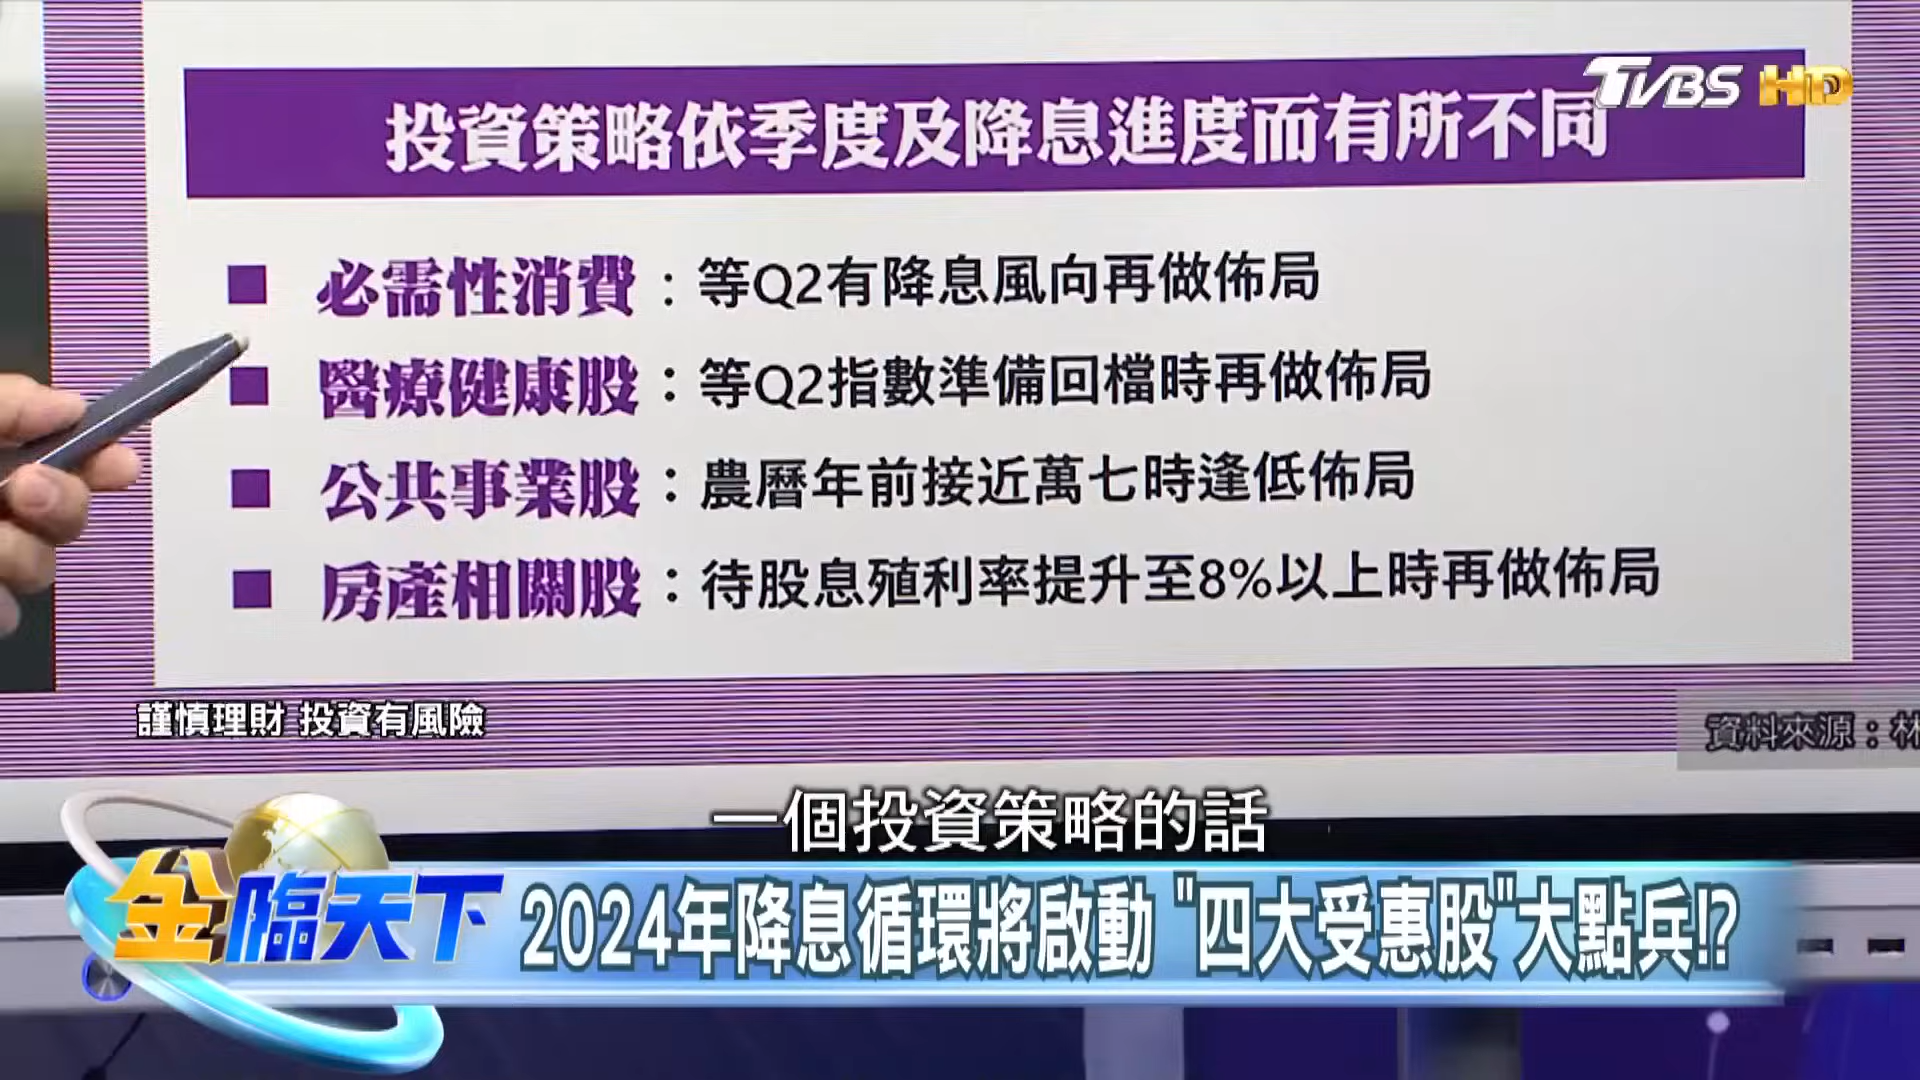 TVBS HD
投資策略依季度及降息進度而有所不同
■ 必需性消費：等Q2有降息風向再做佈局
■ 醫療健康股：等Q2指數準備回檔時再做佈局
■ 公共事業股：農曆年前接近萬七時逢低佈局
■ 房產相關股：待股息殖利率提升至8%以上時再做佈局
謹慎理財 投資有風險
資料來源：林
一個投資策略的話
金臨天下
2024年降息循環將啟動 "四大受惠股"大點兵!?